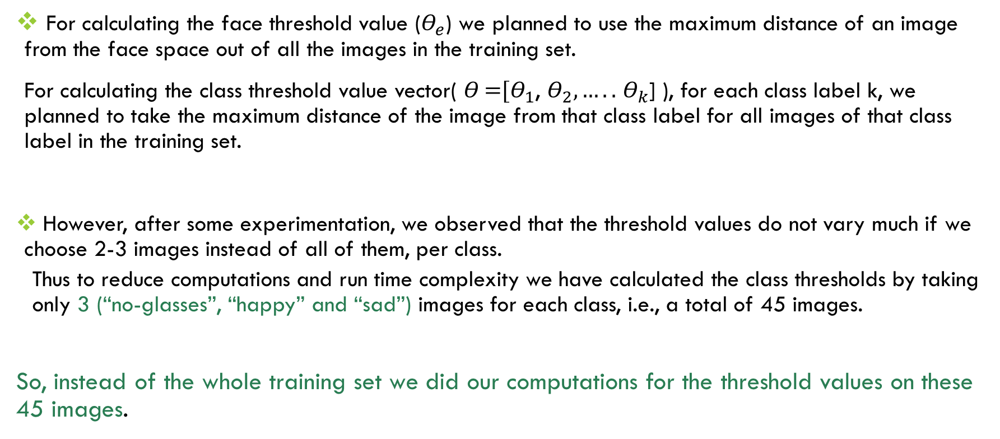 ❖ For calculating the face threshold value (θₑ) we planned to use the maximum distance of an image
from the face space out of all the images in the training set.
For calculating the class threshold value vector( θ =[θ₁, θ₂, ..... θₖ] ), for each class label k, we
planned to take the maximum distance of the image from that class label for all images of that class
label in the training set.
❖ However, after some experimentation, we observed that the threshold values do not vary much if we
choose 2-3 images instead of all of them, per class.
Thus to reduce computations and run time complexity we have calculated the class thresholds by taking
only 3 (“no-glasses”, “happy” and “sad”) images for each class, i.e., a total of 45 images.
So, instead of the whole training set we did our computations for the threshold values on these
45 images.